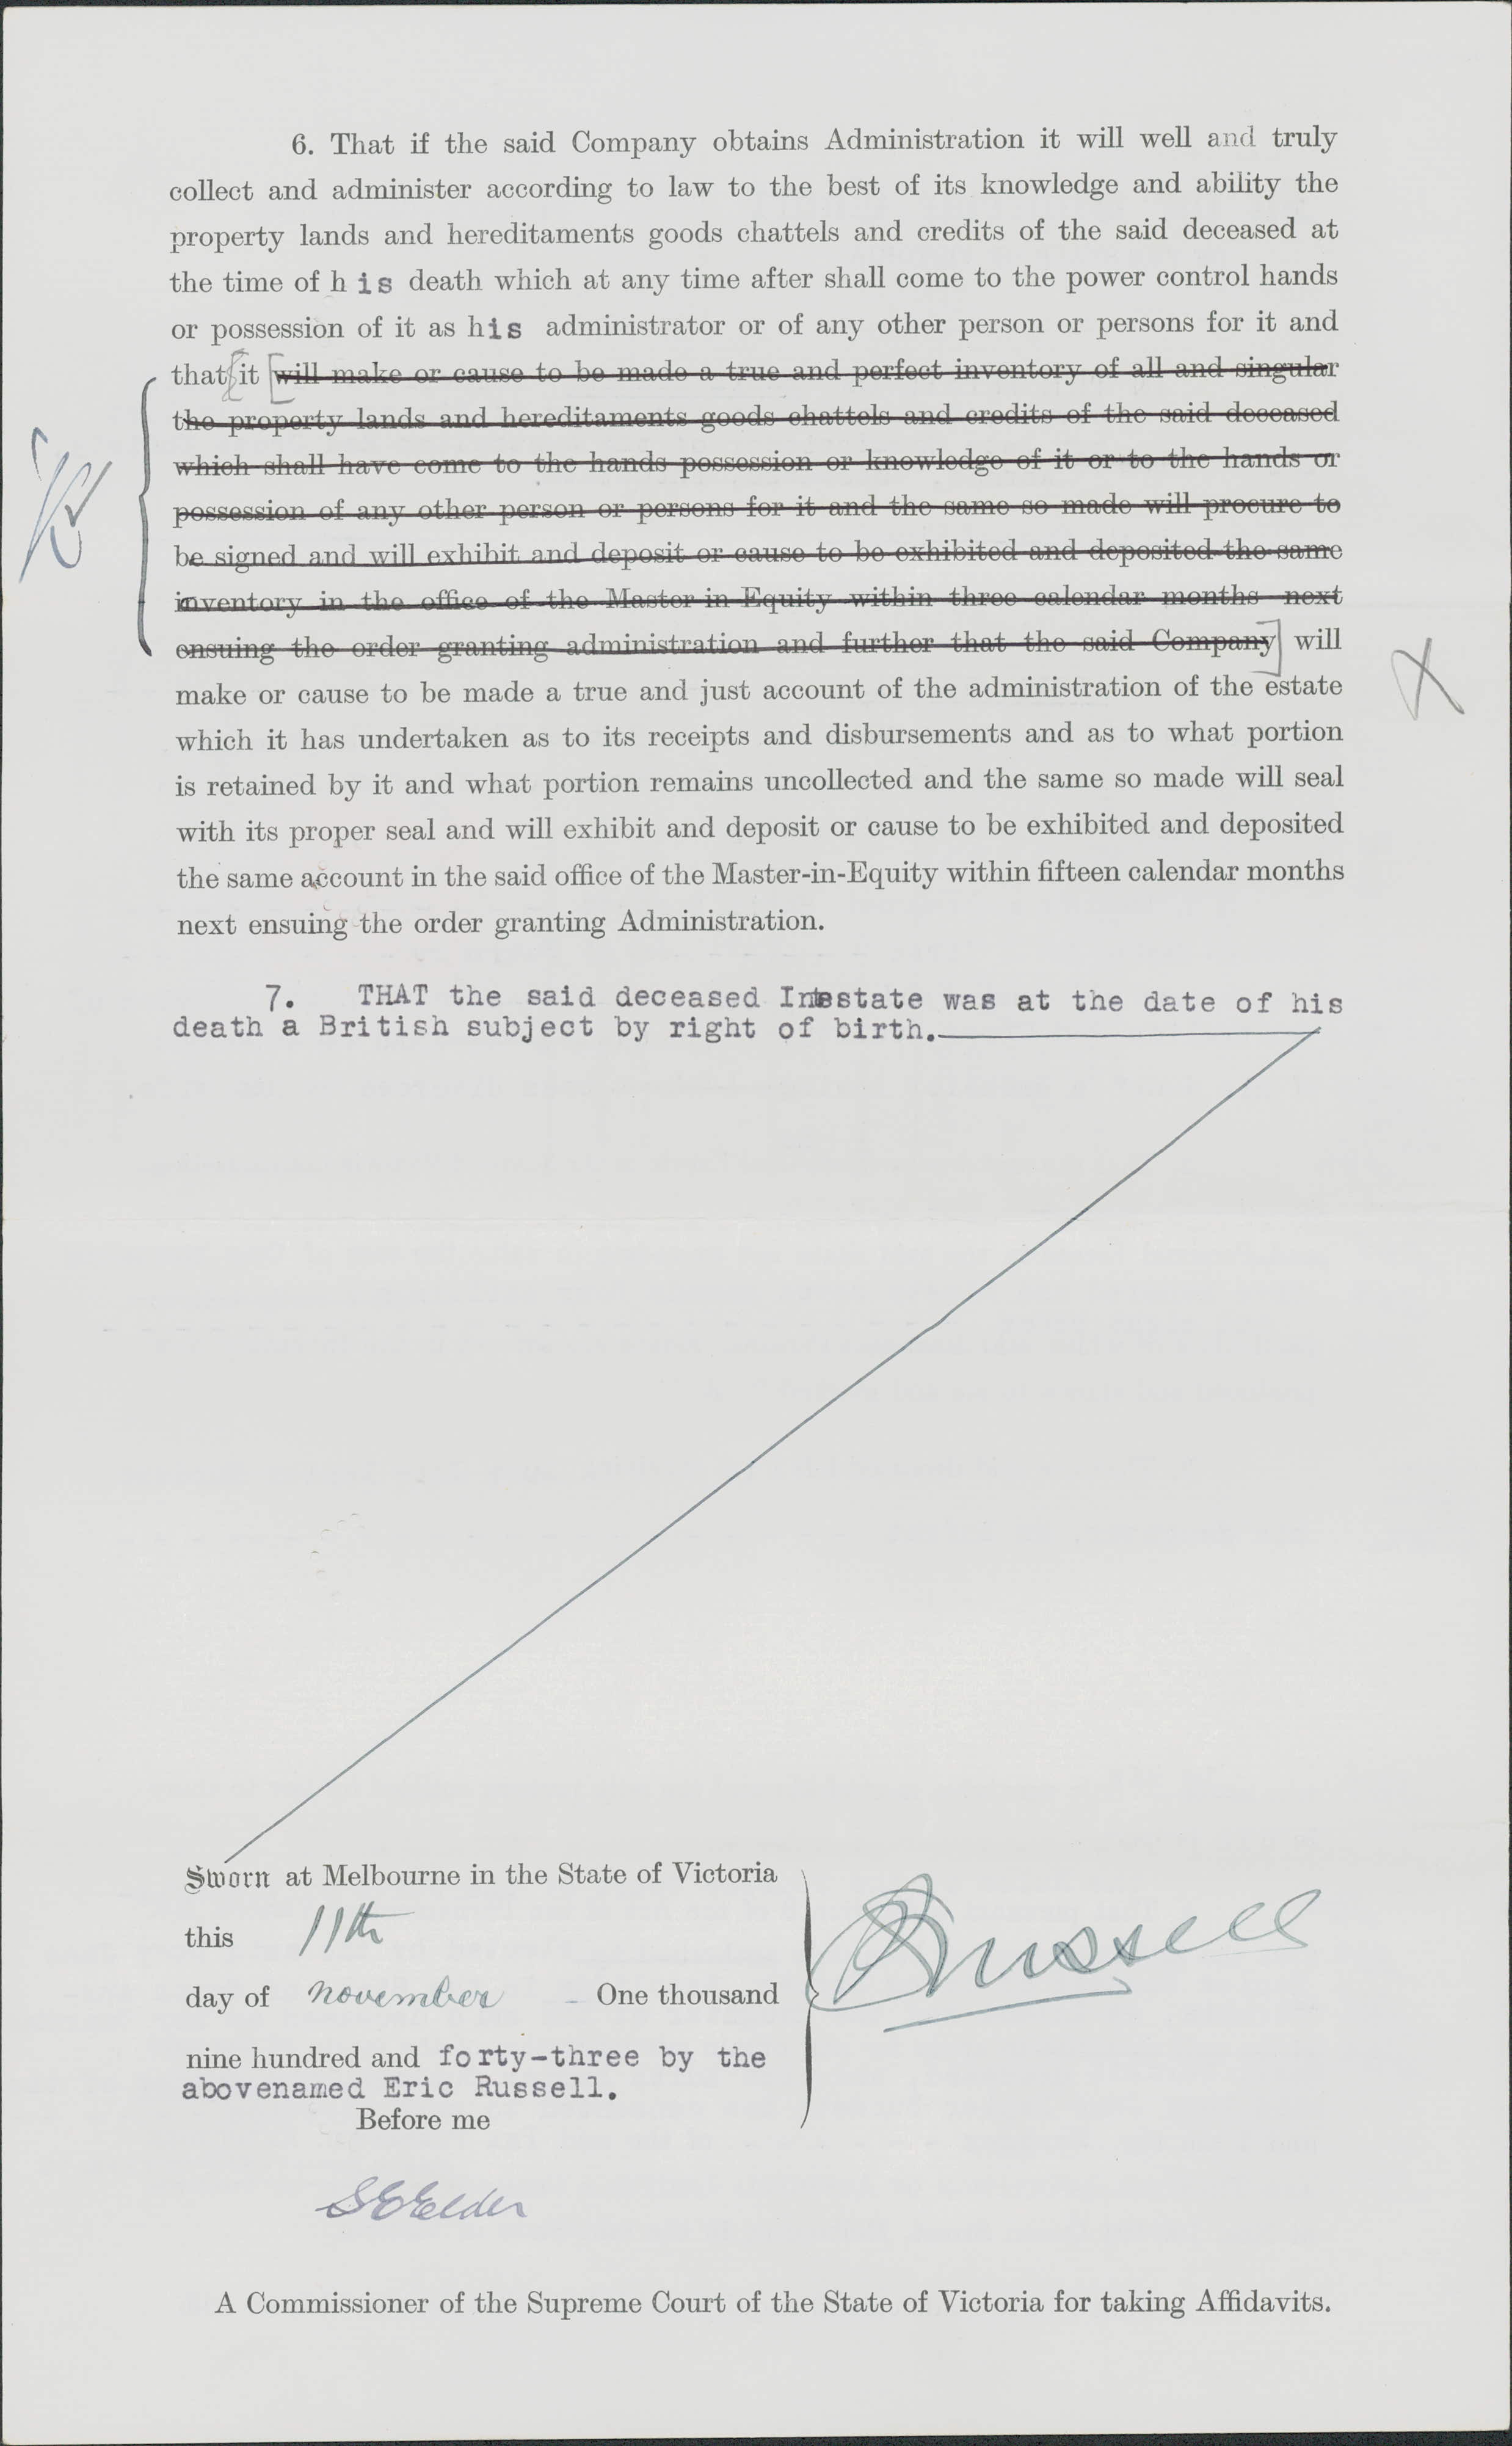 6. That if the said Company obtains Administration it will well and truly
collect and administer according to law to the best of its knowledge and ability the
property lands and hereditaments goods chattels and credits of the said deceased at
the time of h is death which at any time after shall come to the power control hands
or possession of it as his administrator or of any other person or persons for it and
that it [will make or cause to be made a true and perfect inventory of all and singular
the property lands and hereditaments goods chattels and credits of the said deceased
which shall have come to the hands possession or knowledge of it or to the hands or
possession of any other person or persons for it and the same so made will procure to
be signed and will exhibit and deposit or cause to be exhibited and deposited the same
inventory in the office of the Master-in-Equity within three calendar months next
ensuing the order granting administration and further that the said Company] will
make or cause to be made a true and just account of the administration of the estate
which it has undertaken as to its receipts and disbursements and as to what portion
is retained by it and what portion remains uncollected and the same so made will seal
with its proper seal and will exhibit and deposit or cause to be exhibited and deposited
the same account in the said office of the Master-in-Equity within fifteen calendar months
next ensuing the order granting Administration.
7. THAT the said deceased Intestate was at the date of his
death a British subject by right of birth.
Sworn at Melbourne in the State of Victoria
this 11th
day of November - One thousand
nine hundred and forty-three by the
abovenamed Eric Russell.
Russell
Before me
S E Elder
A Commissioner of the Supreme Court of the State of Victoria for taking Affidavits.